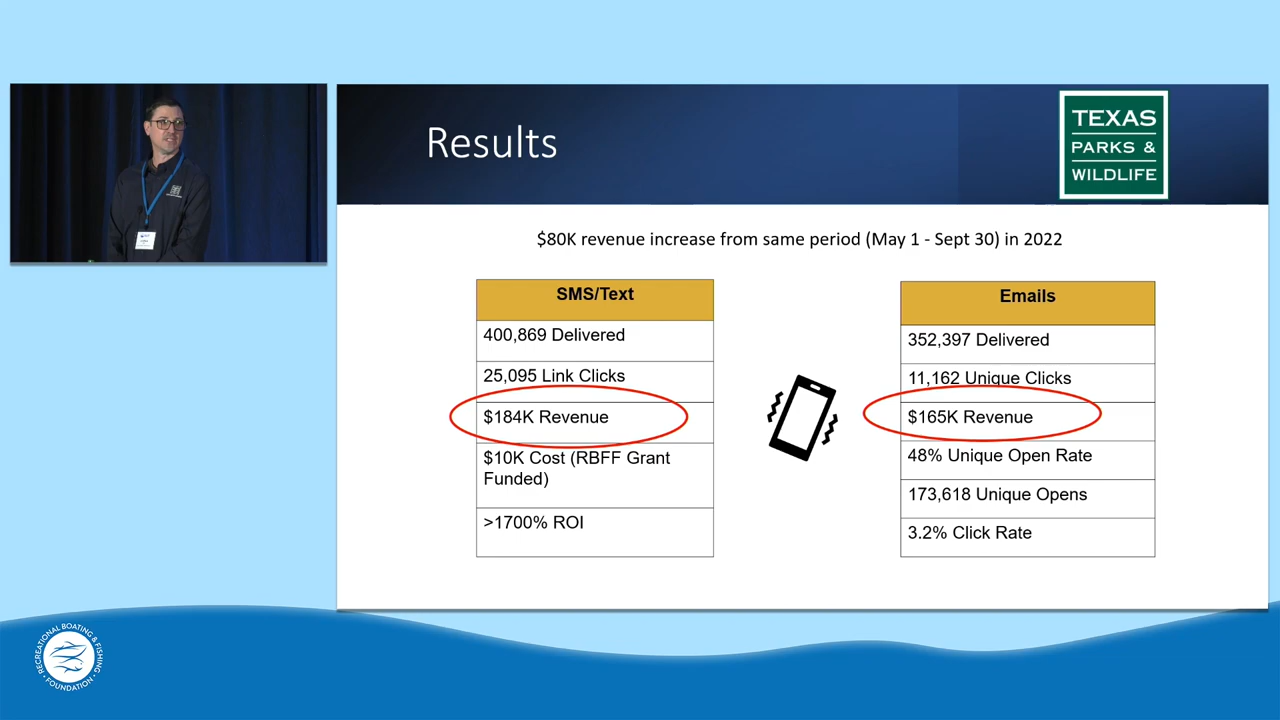 Results
TEXAS
PARKS &
WILDLIFE
$80K revenue increase from same period (May 1 - Sept 30) in 2022
SMS/Text
400,869 Delivered
25,095 Link Clicks
$184K Revenue
$10K Cost (RBFF Grant
Funded)
>1700% ROI
Emails
352,397 Delivered
11,162 Unique Clicks
$165K Revenue
48% Unique Open Rate
173,618 Unique Opens
3.2% Click Rate
RECREATIONAL BOATING & FISHING
FOUNDATION